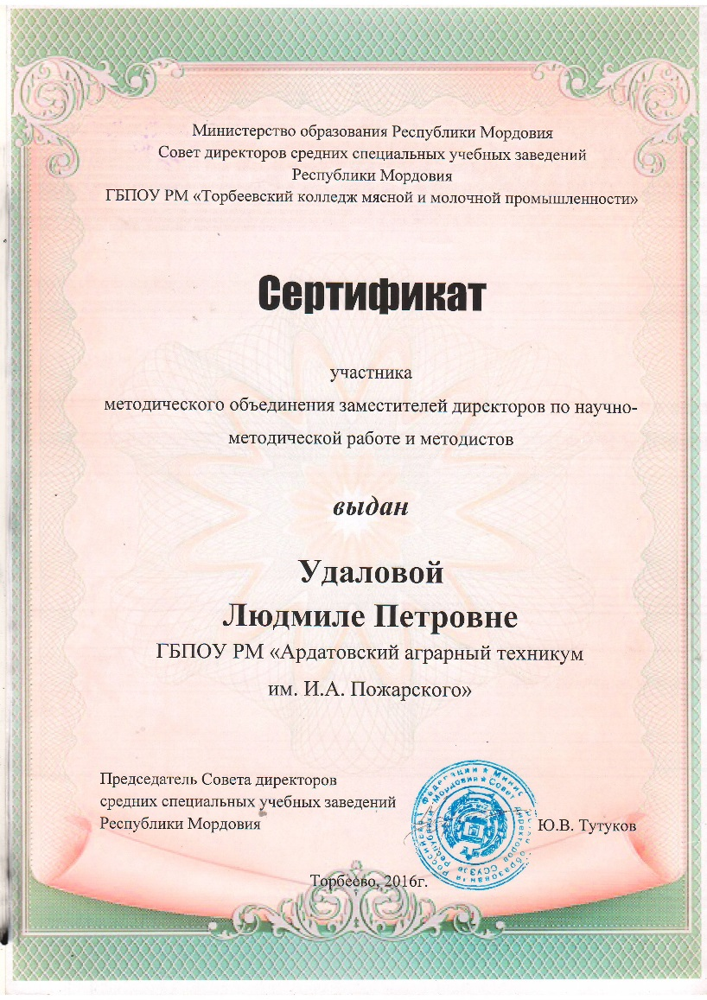 Министерство образования Республики Мордовия
Совет директоров средних специальных учебных заведений
Республики Мордовия
ГБПОУ РМ «Торбеевский колледж мясной и молочной промышленности»
Сертификат
участника
методического объединения заместителей директоров по научно-
методической работе и методистов
выдан
Удаловой
Людмиле Петровне
ГБПОУ РМ «Ардатовский аграрный техникум
им. И.А. Пожарского»
Председатель Совета директоров
средних специальных учебных заведений
Республики Мордовия
Ю.В. Тутуков
Торбеево, 2016г.